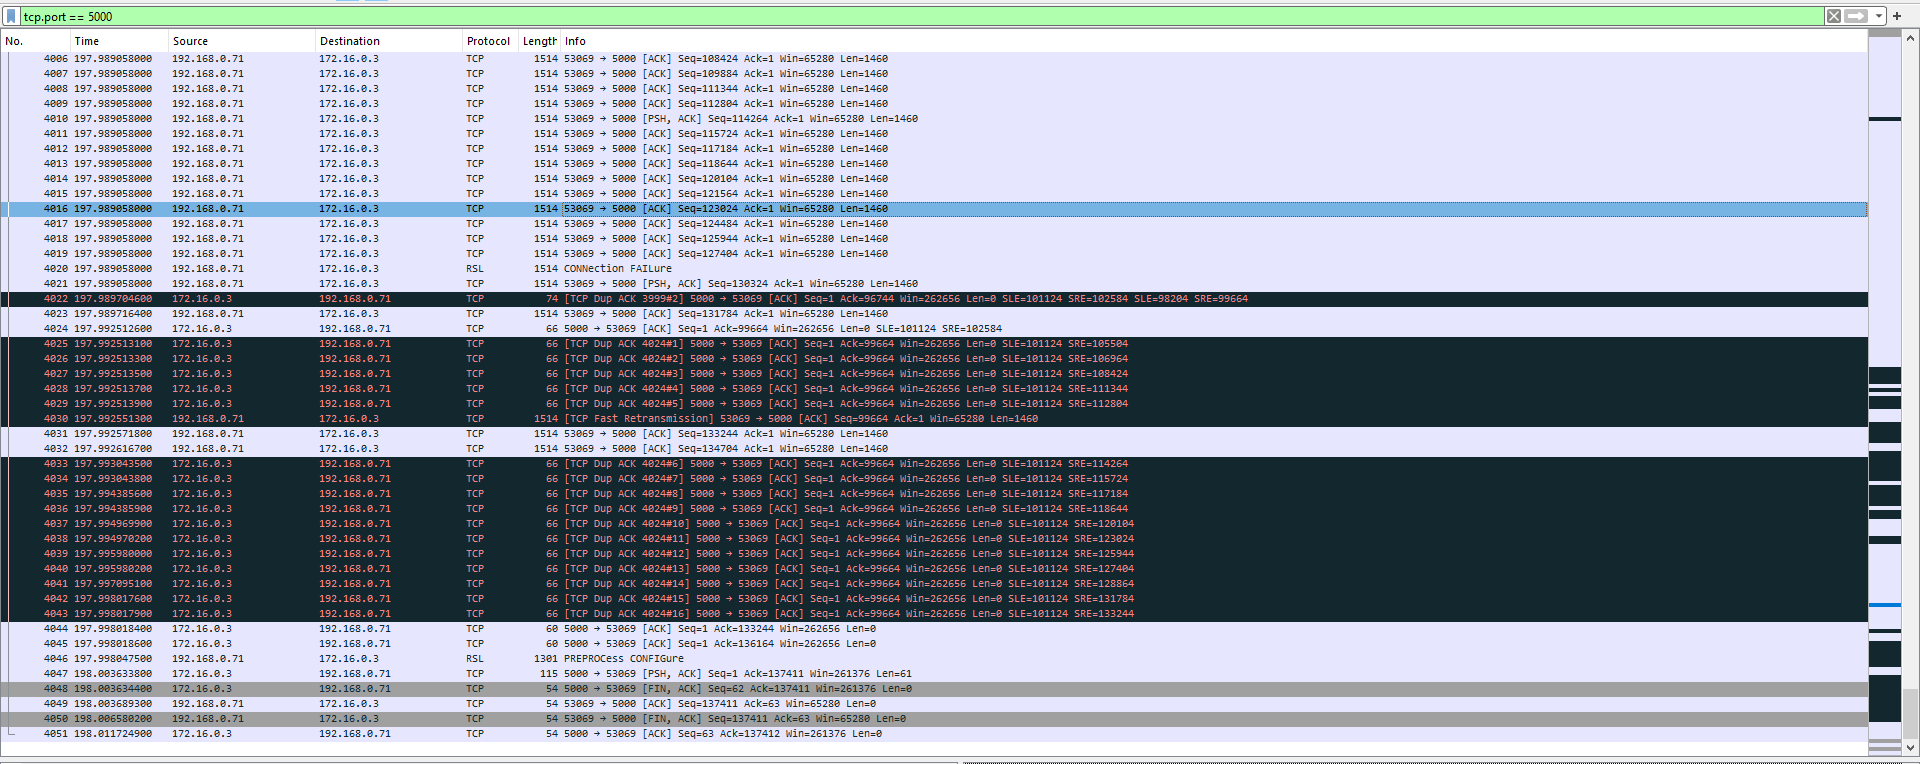 tcp.port == 5000
No. Time Source Destination Protocol Length Info
4006 197.989058000 192.168.0.71 172.16.0.3 TCP 1514 53069 → 5000 [ACK] Seq=108424 Ack=1 Win=65280 Len=1460
4007 197.989058000 192.168.0.71 172.16.0.3 TCP 1514 53069 → 5000 [ACK] Seq=109884 Ack=1 Win=65280 Len=1460
4008 197.989058000 192.168.0.71 172.16.0.3 TCP 1514 53069 → 5000 [ACK] Seq=111344 Ack=1 Win=65280 Len=1460
4009 197.989058000 192.168.0.71 172.16.0.3 TCP 1514 53069 → 5000 [ACK] Seq=112804 Ack=1 Win=65280 Len=1460
4010 197.989058000 192.168.0.71 172.16.0.3 TCP 1514 53069 → 5000 [PSH, ACK] Seq=114264 Ack=1 Win=65280 Len=1460
4011 197.989058000 192.168.0.71 172.16.0.3 TCP 1514 53069 → 5000 [ACK] Seq=115724 Ack=1 Win=65280 Len=1460
4012 197.989058000 192.168.0.71 172.16.0.3 TCP 1514 53069 → 5000 [ACK] Seq=117184 Ack=1 Win=65280 Len=1460
4013 197.989058000 192.168.0.71 172.16.0.3 TCP 1514 53069 → 5000 [ACK] Seq=118644 Ack=1 Win=65280 Len=1460
4014 197.989058000 192.168.0.71 172.16.0.3 TCP 1514 53069 → 5000 [ACK] Seq=120104 Ack=1 Win=65280 Len=1460
4015 197.989058000 192.168.0.71 172.16.0.3 TCP 1514 53069 → 5000 [ACK] Seq=121564 Ack=1 Win=65280 Len=1460
4016 197.989058000 192.168.0.71 172.16.0.3 TCP 1514 53069 → 5000 [ACK] Seq=123024 Ack=1 Win=65280 Len=1460
4017 197.989058000 192.168.0.71 172.16.0.3 TCP 1514 53069 → 5000 [ACK] Seq=124484 Ack=1 Win=65280 Len=1460
4018 197.989058000 192.168.0.71 172.16.0.3 TCP 1514 53069 → 5000 [ACK] Seq=125944 Ack=1 Win=65280 Len=1460
4019 197.989058000 192.168.0.71 172.16.0.3 TCP 1514 53069 → 5000 [ACK] Seq=127404 Ack=1 Win=65280 Len=1460
4020 197.989058000 192.168.0.71 172.16.0.3 RSL 1514 CONNection FAILure
4021 197.989058000 192.168.0.71 172.16.0.3 TCP 1514 53069 → 5000 [PSH, ACK] Seq=130324 Ack=1 Win=65280 Len=1460
4022 197.989704600 172.16.0.3 192.168.0.71 TCP 74 [TCP Dup ACK 3999#2] 5000 → 53069 [ACK] Seq=1 Ack=96744 Win=262656 Len=0 SLE=101124 SRE=102584 SLE=98204 SRE=99664
4023 197.989716400 192.168.0.71 172.16.0.3 TCP 1514 53069 → 5000 [ACK] Seq=131784 Ack=1 Win=65280 Len=1460
4024 197.992512600 172.16.0.3 192.168.0.71 TCP 66 5000 → 53069 [ACK] Seq=1 Ack=99664 Win=262656 Len=0 SLE=101124 SRE=102584
4025 197.992513100 172.16.0.3 192.168.0.71 TCP 66 [TCP Dup ACK 4024#1] 5000 → 53069 [ACK] Seq=1 Ack=99664 Win=262656 Len=0 SLE=101124 SRE=105504
4026 197.992513300 172.16.0.3 192.168.0.71 TCP 66 [TCP Dup ACK 4024#2] 5000 → 53069 [ACK] Seq=1 Ack=99664 Win=262656 Len=0 SLE=101124 SRE=106964
4027 197.992513500 172.16.0.3 192.168.0.71 TCP 66 [TCP Dup ACK 4024#3] 5000 → 53069 [ACK] Seq=1 Ack=99664 Win=262656 Len=0 SLE=101124 SRE=108424
4028 197.992513700 172.16.0.3 192.168.0.71 TCP 66 [TCP Dup ACK 4024#4] 5000 → 53069 [ACK] Seq=1 Ack=99664 Win=262656 Len=0 SLE=101124 SRE=111344
4029 197.992513900 172.16.0.3 192.168.0.71 TCP 66 [TCP Dup ACK 4024#5] 5000 → 53069 [ACK] Seq=1 Ack=99664 Win=262656 Len=0 SLE=101124 SRE=112804
4030 197.992551300 192.168.0.71 172.16.0.3 TCP 1514 [TCP Fast Retransmission] 53069 → 5000 [ACK] Seq=99664 Ack=1 Win=65280 Len=1460
4031 197.992571800 192.168.0.71 172.16.0.3 TCP 1514 53069 → 5000 [ACK] Seq=133244 Ack=1 Win=65280 Len=1460
4032 197.992616700 192.168.0.71 172.16.0.3 TCP 1514 53069 → 5000 [ACK] Seq=134704 Ack=1 Win=65280 Len=1460
4033 197.993043500 172.16.0.3 192.168.0.71 TCP 66 [TCP Dup ACK 4024#6] 5000 → 53069 [ACK] Seq=1 Ack=99664 Win=262656 Len=0 SLE=101124 SRE=114264
4034 197.993043800 172.16.0.3 192.168.0.71 TCP 66 [TCP Dup ACK 4024#7] 5000 → 53069 [ACK] Seq=1 Ack=99664 Win=262656 Len=0 SLE=101124 SRE=115724
4035 197.994385600 172.16.0.3 192.168.0.71 TCP 66 [TCP Dup ACK 4024#8] 5000 → 53069 [ACK] Seq=1 Ack=99664 Win=262656 Len=0 SLE=101124 SRE=117184
4036 197.994385900 172.16.0.3 192.168.0.71 TCP 66 [TCP Dup ACK 4024#9] 5000 → 53069 [ACK] Seq=1 Ack=99664 Win=262656 Len=0 SLE=101124 SRE=118644
4037 197.994969900 172.16.0.3 192.168.0.71 TCP 66 [TCP Dup ACK 4024#10] 5000 → 53069 [ACK] Seq=1 Ack=99664 Win=262656 Len=0 SLE=101124 SRE=120104
4038 197.994970200 172.16.0.3 192.168.0.71 TCP 66 [TCP Dup ACK 4024#11] 5000 → 53069 [ACK] Seq=1 Ack=99664 Win=262656 Len=0 SLE=101124 SRE=123024
4039 197.995980000 172.16.0.3 192.168.0.71 TCP 66 [TCP Dup ACK 4024#12] 5000 → 53069 [ACK] Seq=1 Ack=99664 Win=262656 Len=0 SLE=101124 SRE=125944
4040 197.995980200 172.16.0.3 192.168.0.71 TCP 66 [TCP Dup ACK 4024#13] 5000 → 53069 [ACK] Seq=1 Ack=99664 Win=262656 Len=0 SLE=101124 SRE=127404
4041 197.997095100 172.16.0.3 192.168.0.71 TCP 66 [TCP Dup ACK 4024#14] 5000 → 53069 [ACK] Seq=1 Ack=99664 Win=262656 Len=0 SLE=101124 SRE=128864
4042 197.998017600 172.16.0.3 192.168.0.71 TCP 66 [TCP Dup ACK 4024#15] 5000 → 53069 [ACK] Seq=1 Ack=99664 Win=262656 Len=0 SLE=101124 SRE=131784
4043 197.998017900 172.16.0.3 192.168.0.71 TCP 66 [TCP Dup ACK 4024#16] 5000 → 53069 [ACK] Seq=1 Ack=99664 Win=262656 Len=0 SLE=101124 SRE=133244
4044 197.998018400 172.16.0.3 192.168.0.71 TCP 60 5000 → 53069 [ACK] Seq=1 Ack=133244 Win=262656 Len=0
4045 197.998018600 172.16.0.3 192.168.0.71 TCP 60 5000 → 53069 [ACK] Seq=1 Ack=136164 Win=262656 Len=0
4046 197.998047500 192.168.0.71 172.16.0.3 RSL 1301 PREPROCess CONFIGure
4047 198.003633800 172.16.0.3 192.168.0.71 TCP 115 5000 → 53069 [PSH, ACK] Seq=1 Ack=137411 Win=261376 Len=61
4048 198.003634400 172.16.0.3 192.168.0.71 TCP 54 5000 → 53069 [FIN, ACK] Seq=62 Ack=137411 Win=261376 Len=0
4049 198.003689300 192.168.0.71 172.16.0.3 TCP 54 53069 → 5000 [ACK] Seq=137411 Ack=63 Win=65280 Len=0
4050 198.006580200 192.168.0.71 172.16.0.3 TCP 54 53069 → 5000 [FIN, ACK] Seq=137411 Ack=63 Win=65280 Len=0
4051 198.011724900 172.16.0.3 192.168.0.71 TCP 54 5000 → 53069 [ACK] Seq=63 Ack=137412 Win=261376 Len=0